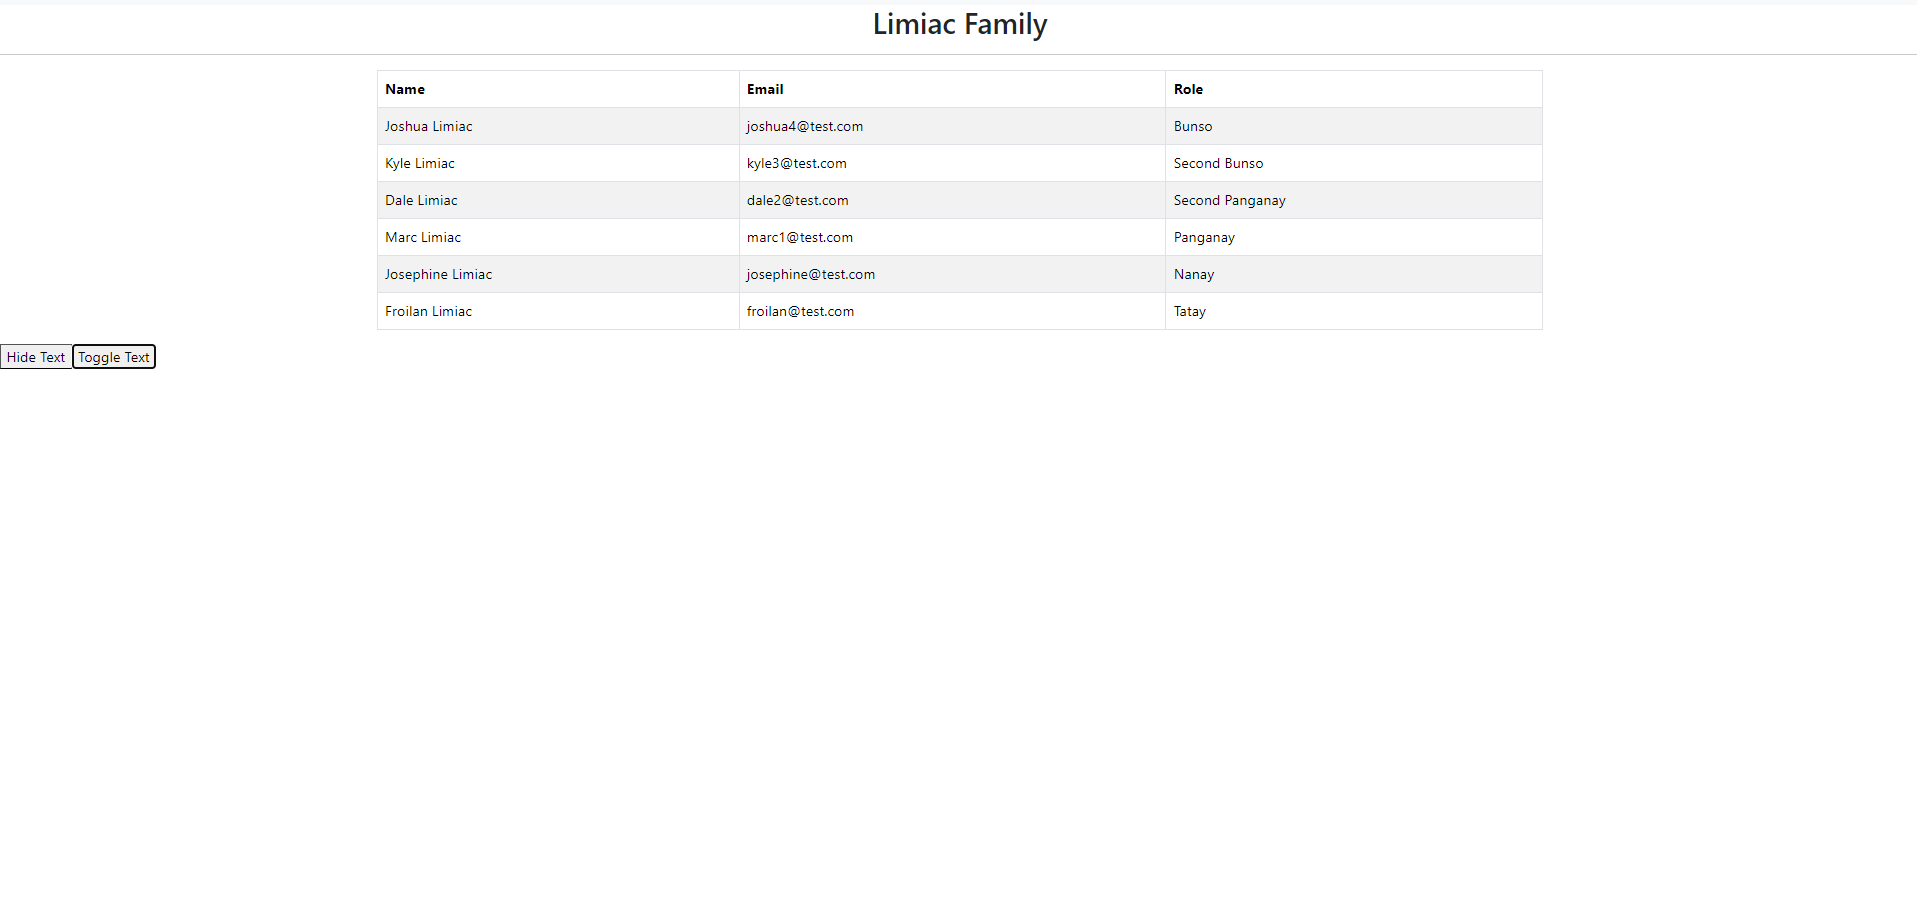 Limiac Family
Name Email Role
Joshua Limiac joshua4@test.com Bunso
Kyle Limiac kyle3@test.com Second Bunso
Dale Limiac dale2@test.com Second Panganay
Marc Limiac marc1@test.com Panganay
Josephine Limiac josephine@test.com Nanay
Froilan Limiac froilan@test.com Tatay
Hide Text Toggle Text